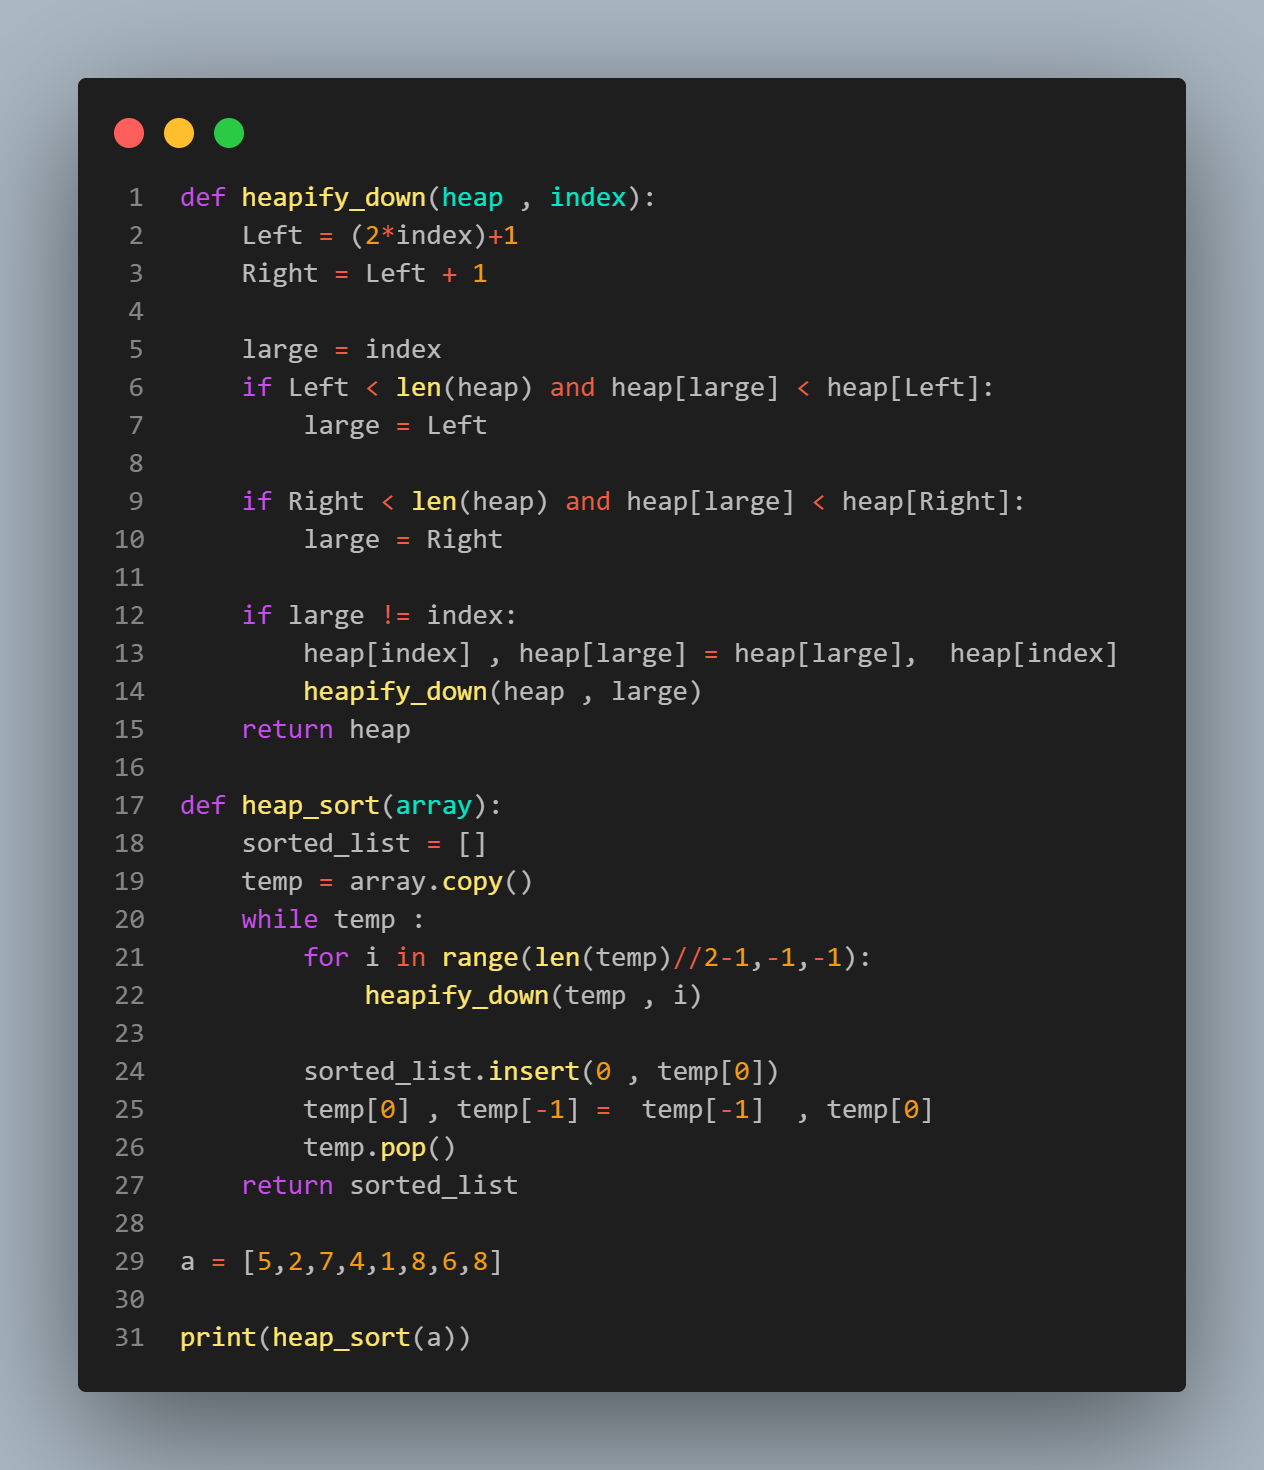 1 def heapify_down(heap , index):
2     Left = (2*index)+1
3     Right = Left + 1
4
5     large = index
6     if Left < len(heap) and heap[large] < heap[Left]:
7         large = Left
8
9     if Right < len(heap) and heap[large] < heap[Right]:
10         large = Right
11
12     if large != index:
13         heap[index] , heap[large] = heap[large],  heap[index]
14         heapify_down(heap , large)
15     return heap
16
17 def heap_sort(array):
18     sorted_list = []
19     temp = array.copy()
20     while temp :
21         for i in range(len(temp)//2-1,-1,-1):
22             heapify_down(temp , i)
23
24         sorted_list.insert(0 , temp[0])
25         temp[0] , temp[-1] =  temp[-1]  , temp[0]
26         temp.pop()
27     return sorted_list
28
29 a = [5,2,7,4,1,8,6,8]
30
31 print(heap_sort(a))